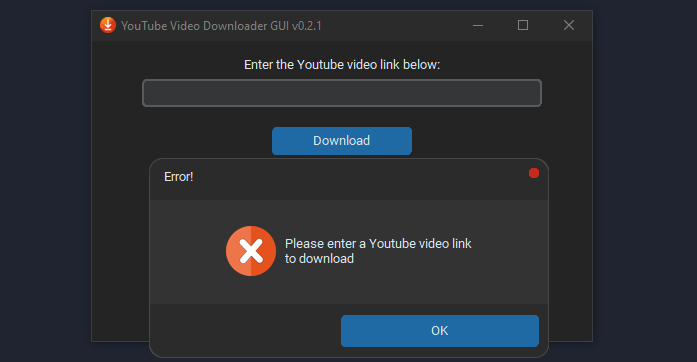 YouTube Video Downloader GUI v0.2.1
Enter the Youtube video link below:
Download
Error!
Please enter a Youtube video link
to download
OK